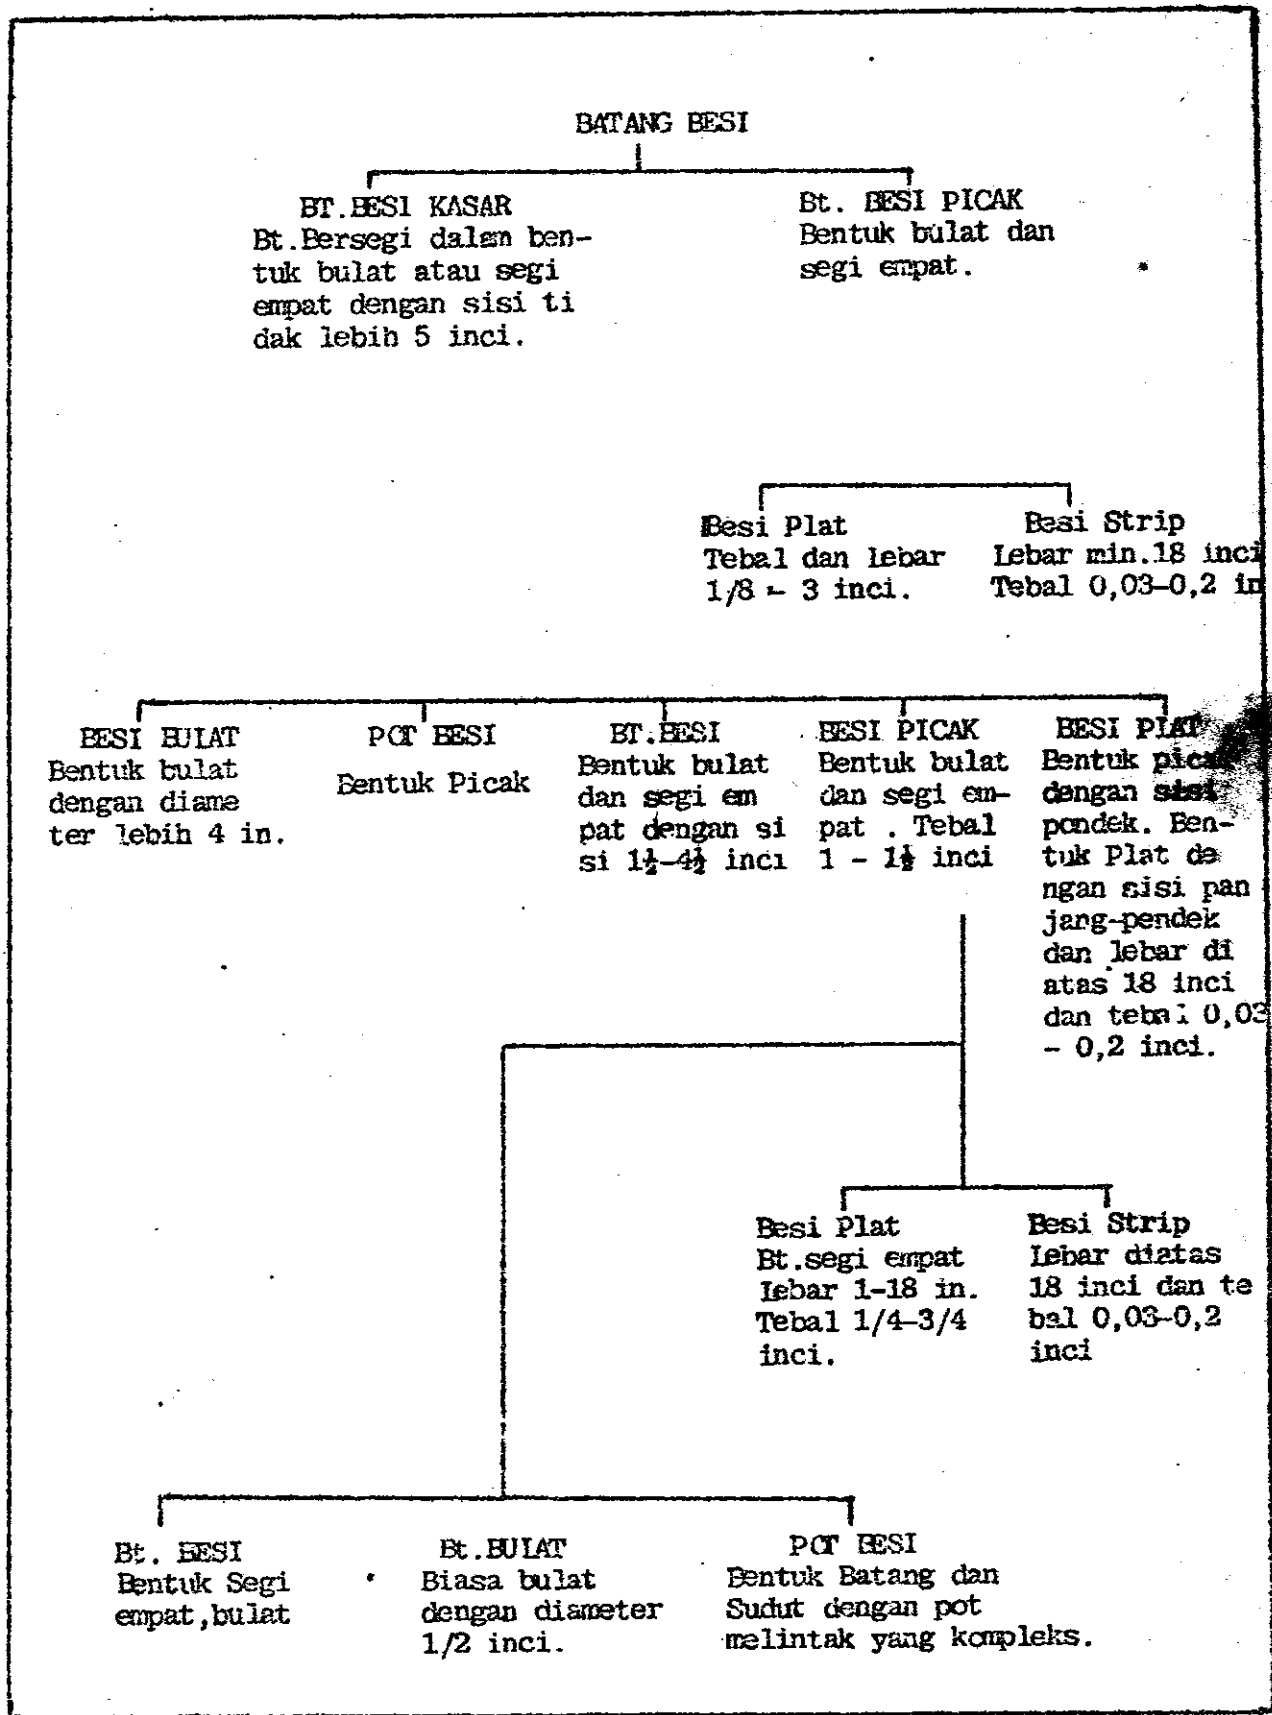 BATANG BESI
BT.BESI KASAR
Bt.Bersegi dalam ben-
tuk bulat atau segi
empat dengan sisi ti
dak lebih 5 inci.
Bt. BESI PICAK
Bentuk bulat dan
segi empat.
Besi Plat
Tebal dan lebar
1/8 - 3 inci.
Besi Strip
Lebar min.18 inci
Tebal 0,03-0,2 in
BESI BULAT
Bentuk bulat
dengan diame
ter lebih 4 in.
POT BESI
Bentuk Picak
BT.BESI
Bentuk bulat
dan segi em
pat dengan si
si 1½-4½ inci
BESI PICAK
Bentuk bulat
dan segi em-
pat . Tebal
1 - 1½ inci
BESI PLAT
Bentuk picak
dengan sisi
pendek. Ben-
tuk Plat de
ngan sisi pan
jang-pendek
dan lebar di
atas 18 inci
dan tebal 0,03
- 0,2 inci.
Besi Plat
Bt.segi empat
Lebar 1-18 in.
Tebal 1/4-3/4
inci.
Besi Strip
Lebar diatas
18 inci dan te
bal 0,03-0,2
inci
Bt. BESI
Bentuk Segi
empat,bulat
Bt.BULAT
Biasa bulat
dengan diameter
1/2 inci.
POT BESI
Bentuk Batang dan
Sudut dengan pot
melintak yang kompleks.